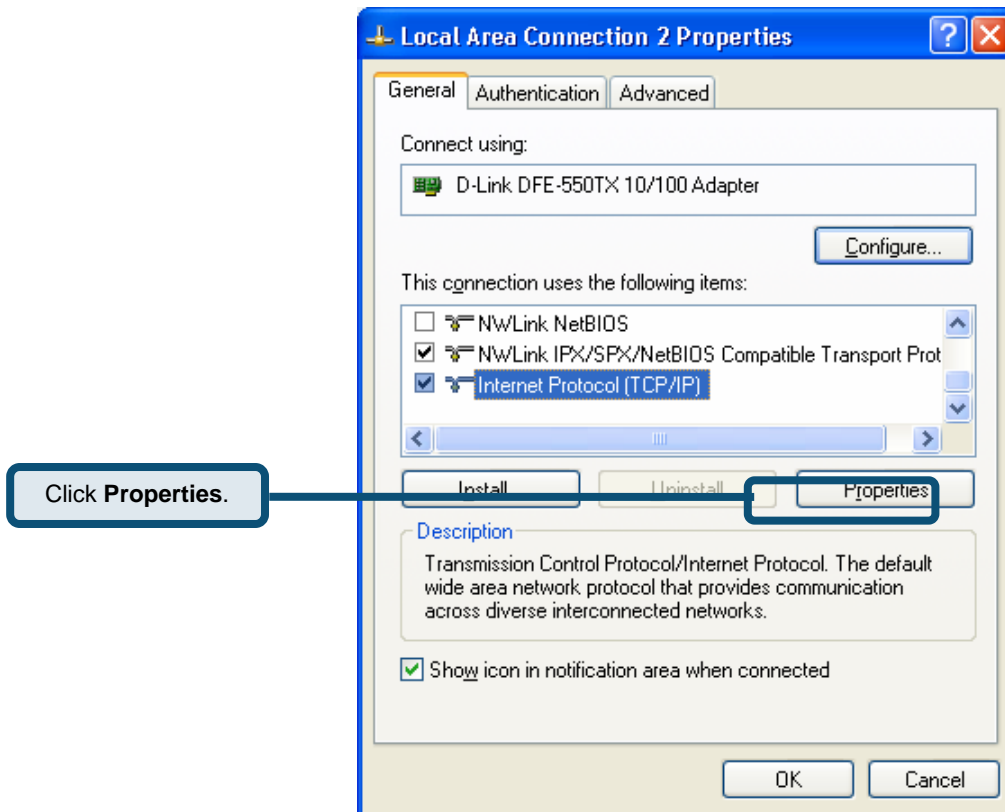 Local Area Connection 2 Properties
General Authentication Advanced
Connect using:
D-Link DFE-550TX 10/100 Adapter
Configure...
This connection uses the following items:
NWLink NetBIOS
NWLink IPX/SPX/NetBIOS Compatible Transport Prot
Internet Protocol (TCP/IP)
Click Properties.
Install Uninstall Properties
Description
Transmission Control Protocol/Internet Protocol. The default
wide area network protocol that provides communication
across diverse interconnected networks.
Show icon in notification area when connected
OK Cancel